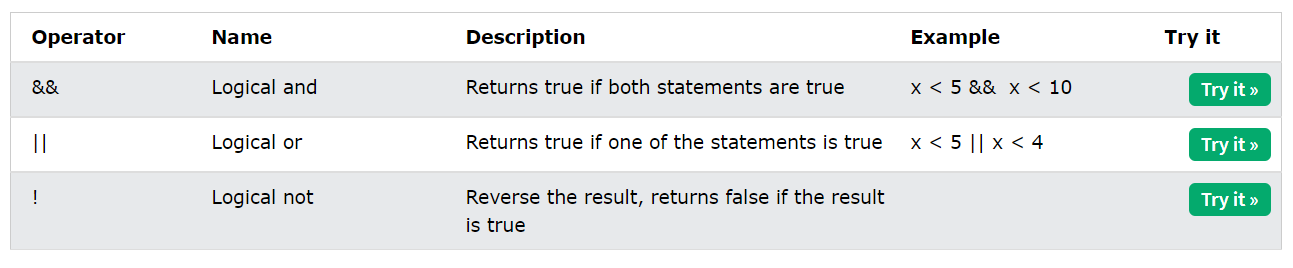 Operator Name Description Example Try it
&& Logical and Returns true if both statements are true x < 5 &&  x < 10 Try it »
|| Logical or Returns true if one of the statements is true x < 5 || x < 4 Try it »
! Logical not Reverse the result, returns false if the result Try it »
is true